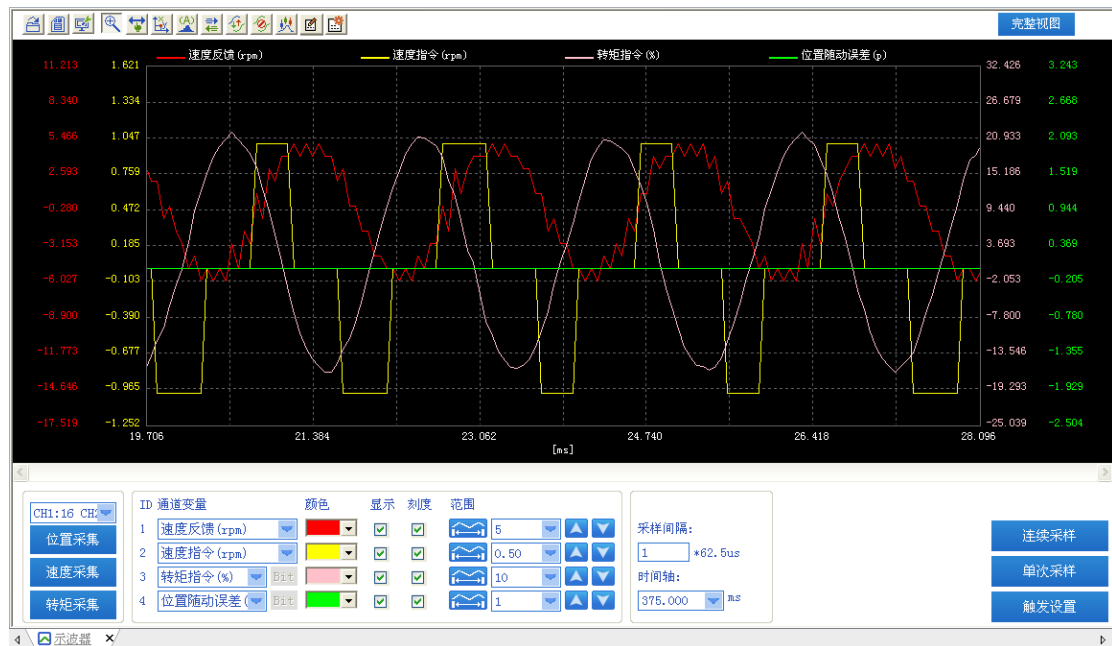 完整视图
速度反馈(rpm) 速度指令(rpm) 转矩指令(%) 位置随动误差(p)
11.213 1.621 32.426 3.243
8.340 1.334 26.679 2.668
5.466 1.047 20.933 2.093
2.593 0.759 15.186 1.519
-0.280 0.472 9.440 0.944
-3.153 0.185 3.693 0.369
-6.027 -0.103 -2.053 -0.205
-8.900 -0.390 -7.800 -0.780
-11.773 -0.677 -13.546 -1.355
-14.646 -0.965 -19.293 -1.929
-17.519 -1.252 -25.039 -2.504
19.706 21.384 23.062 24.740 26.418 28.096
[ms]
CH1:16 CH2
位置采集
速度采集
转矩采集
ID 通道变量 颜色 显示 刻度 范围
1 速度反馈(rpm) 5
2 速度指令(rpm) 0.50
3 转矩指令(%) Bit 10
4 位置随动误差( Bit 1
采样间隔:
1 *62.5us
时间轴:
375.000 ms
连续采样
单次采样
触发设置
示波器